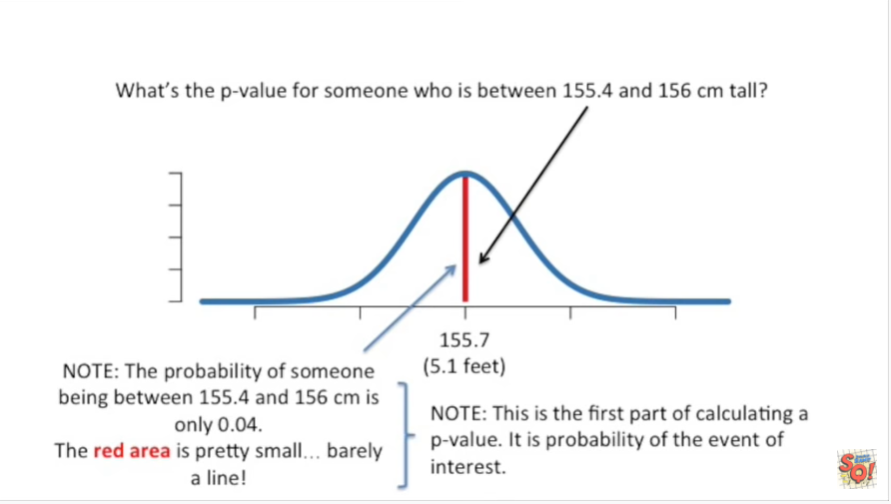 What's the p-value for someone who is between 155.4 and 156 cm tall?
155.7
(5.1 feet)
NOTE: The probability of someone
being between 155.4 and 156 cm is
only 0.04.
The red area is pretty small... barely
a line!
NOTE: This is the first part of calculating a
p-value. It is probability of the event of
interest.
SQ!